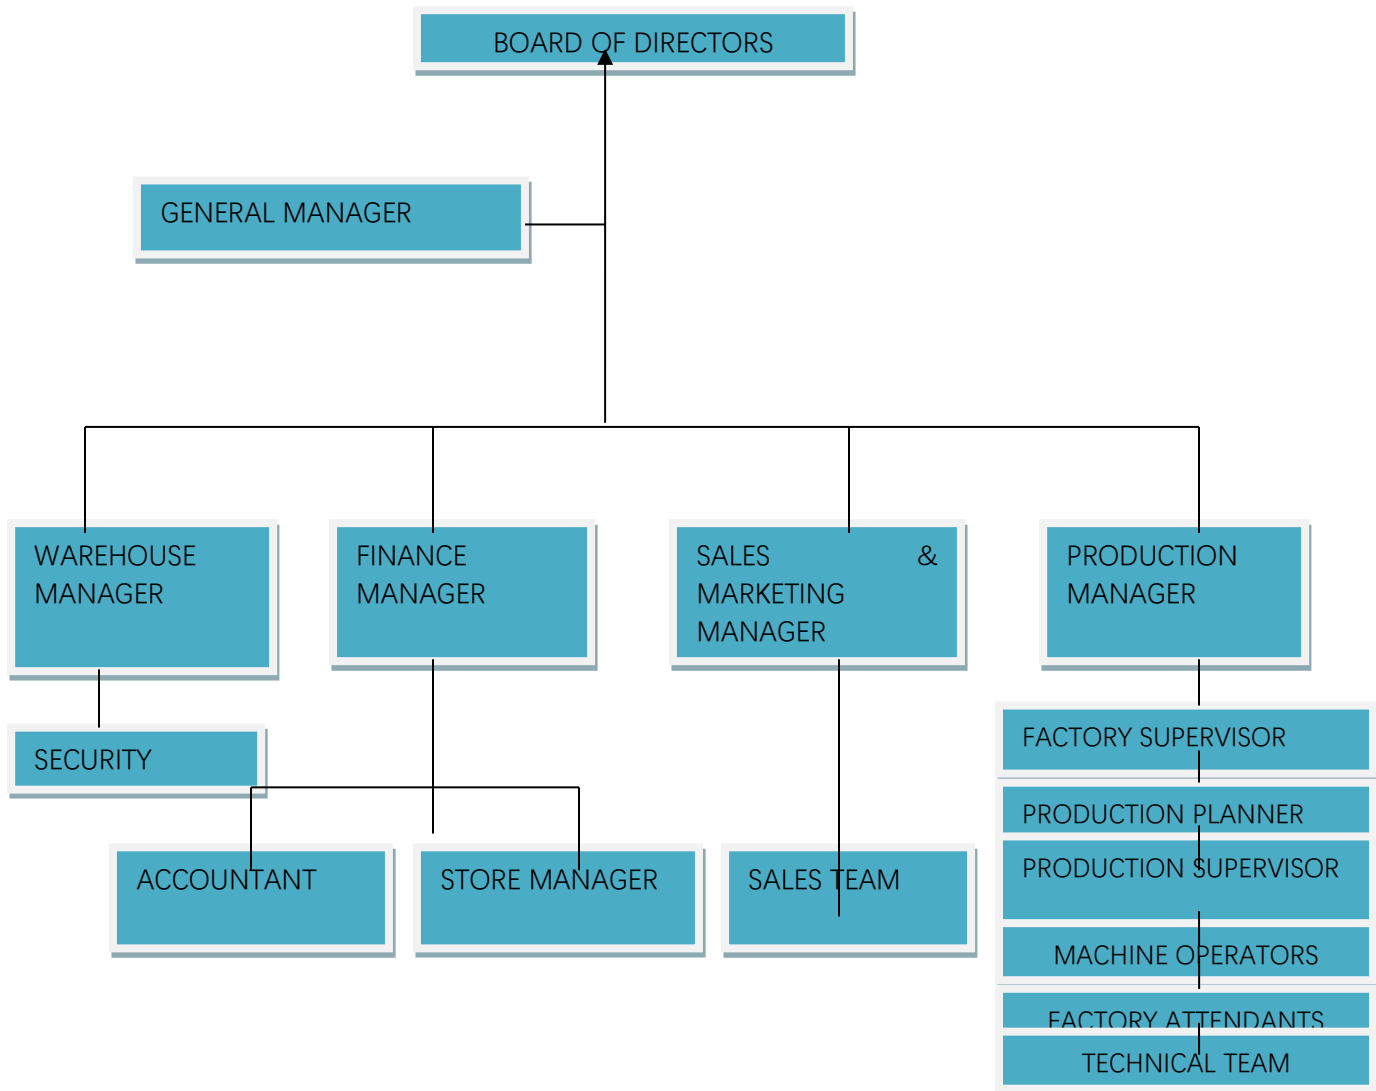 BOARD OF DIRECTORS
GENERAL MANAGER
WAREHOUSE
MANAGER
FINANCE
MANAGER
SALES &
MARKETING
MANAGER
PRODUCTION
MANAGER
SECURITY
ACCOUNTANT
STORE MANAGER
SALES TEAM
FACTORY SUPERVISOR
PRODUCTION PLANNER
PRODUCTION SUPERVISOR
MACHINE OPERATORS
FACTORY ATTENDANTS
TECHNICAL TEAM